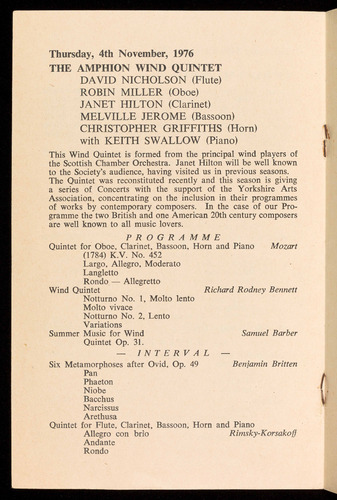 Thursday, 4th November, 1976
THE AMPHION WIND QUINTET
DAVID NICHOLSON (Flute)
ROBIN MILLER (Oboe)
JANET HILTON (Clarinet)
MELVILLE JEROME (Bassoon)
CHRISTOPHER GRIFFITHS (Horn)
with KEITH SWALLOW (Piano)
This Wind Quintet is formed from the principal wind players of
the Scottish Chamber Orchestra. Janet Hilton will be well known
to the Society's audience, having visited us in previous seasons.
The Quintet was reconstituted recently and this season is giving
a series of Concerts with the support of the Yorkshire Arts
Association, concentrating on the inclusion in their programmes
of works by contemporary composers. In the case of our Pro-
gramme the two British and one American 20th century composers
are well known to all music lovers.
PROGRAMME
Quintet for Oboe, Clarinet, Bassoon, Horn and Piano Mozart
(1784) K.V. No. 452
Largo, Allegro, Moderato
Langletto
Rondo — Allegretto
Wind Quintet Richard Rodney Bennett
Notturno No. 1, Molto lento
Molto vivace
Notturno No. 2, Lento
Variations
Summer Music for Wind Samuel Barber
Quintet Op. 31.
— INTERVAL —
Six Metamorphoses after Ovid, Op. 49 Benjamin Britten
Pan
Phaeton
Niobe
Bacchus
Narcissus
Arethusa
Quintet for Flute, Clarinet, Bassoon, Horn and Piano
Allegro con brio Rimsky-Korsakoff
Andante
Rondo